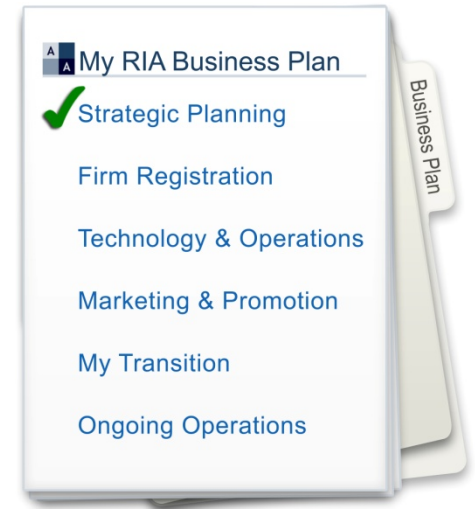 A
A
My RIA Business Plan
Strategic Planning
Firm Registration
Technology & Operations
Marketing & Promotion
My Transition
Ongoing Operations
Business Plan